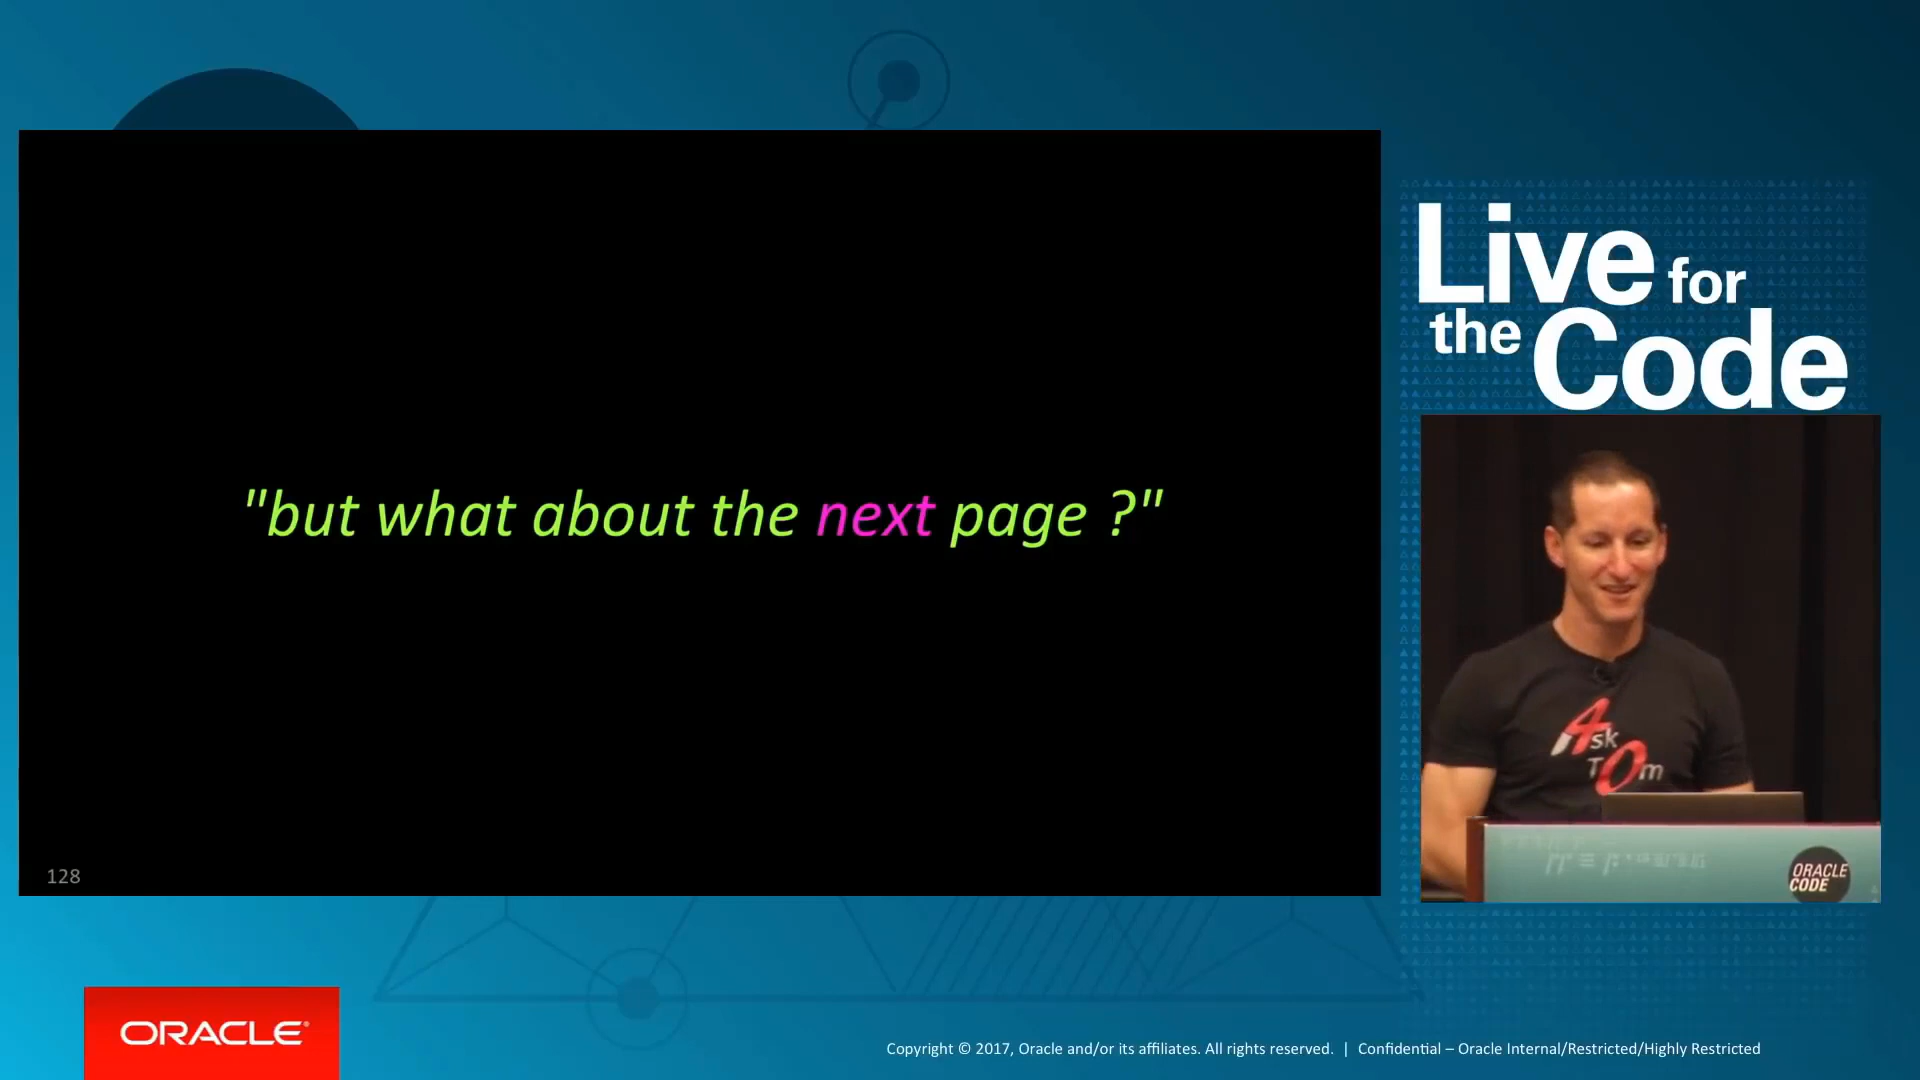 "but what about the next page ?"
128
Live for
the Code
Ask
TOm
ORACLE
CODE
ORACLE®
Copyright © 2017, Oracle and/or its affiliates. All rights reserved. | Confidential – Oracle Internal/Restricted/Highly Restricted